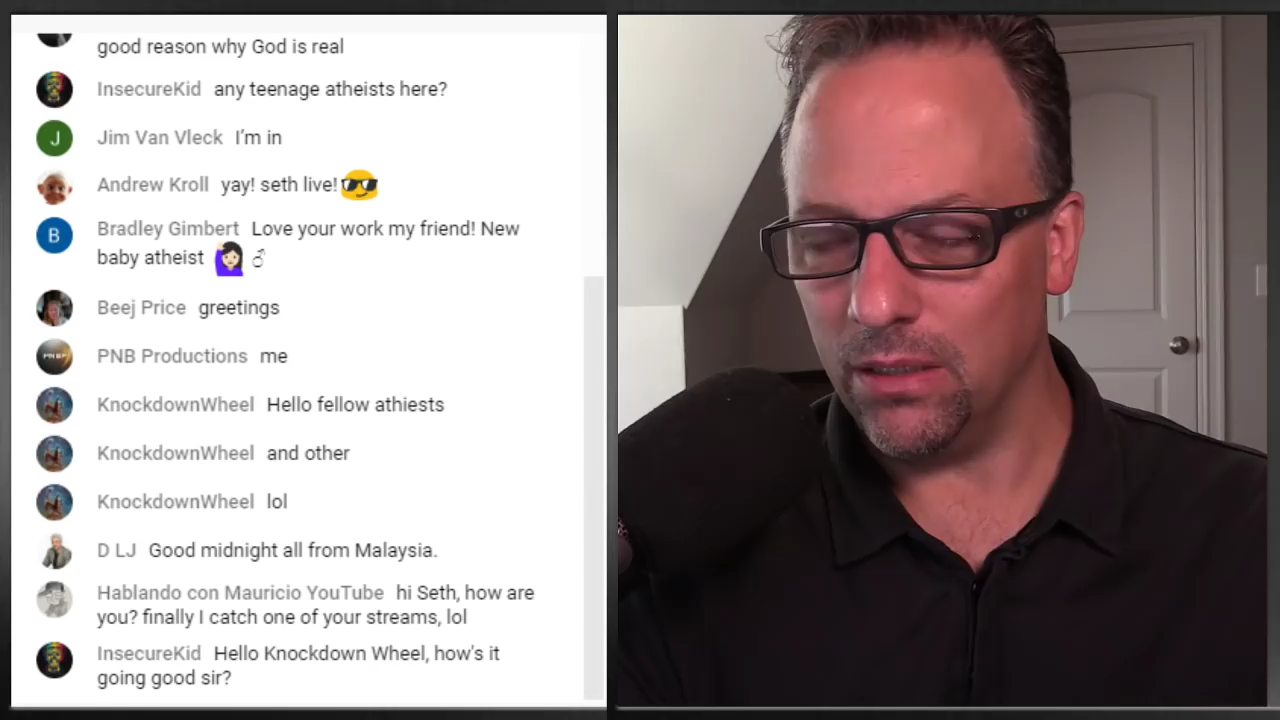 good reason why God is real
InsecureKid any teenage atheists here?
Jim Van Vleck I'm in
Andrew Kroll yay! seth live!😎
Bradley Gimbert Love your work my friend! New
baby atheist 🙋🏻 ♂
Beej Price greetings
PNB Productions me
KnockdownWheel Hello fellow athiests
KnockdownWheel and other
KnockdownWheel lol
D LJ Good midnight all from Malaysia.
Hablando con Mauricio YouTube hi Seth, how are
you? finally I catch one of your streams, lol
InsecureKid Hello Knockdown Wheel, how's it
going good sir?
J
B
PNBP